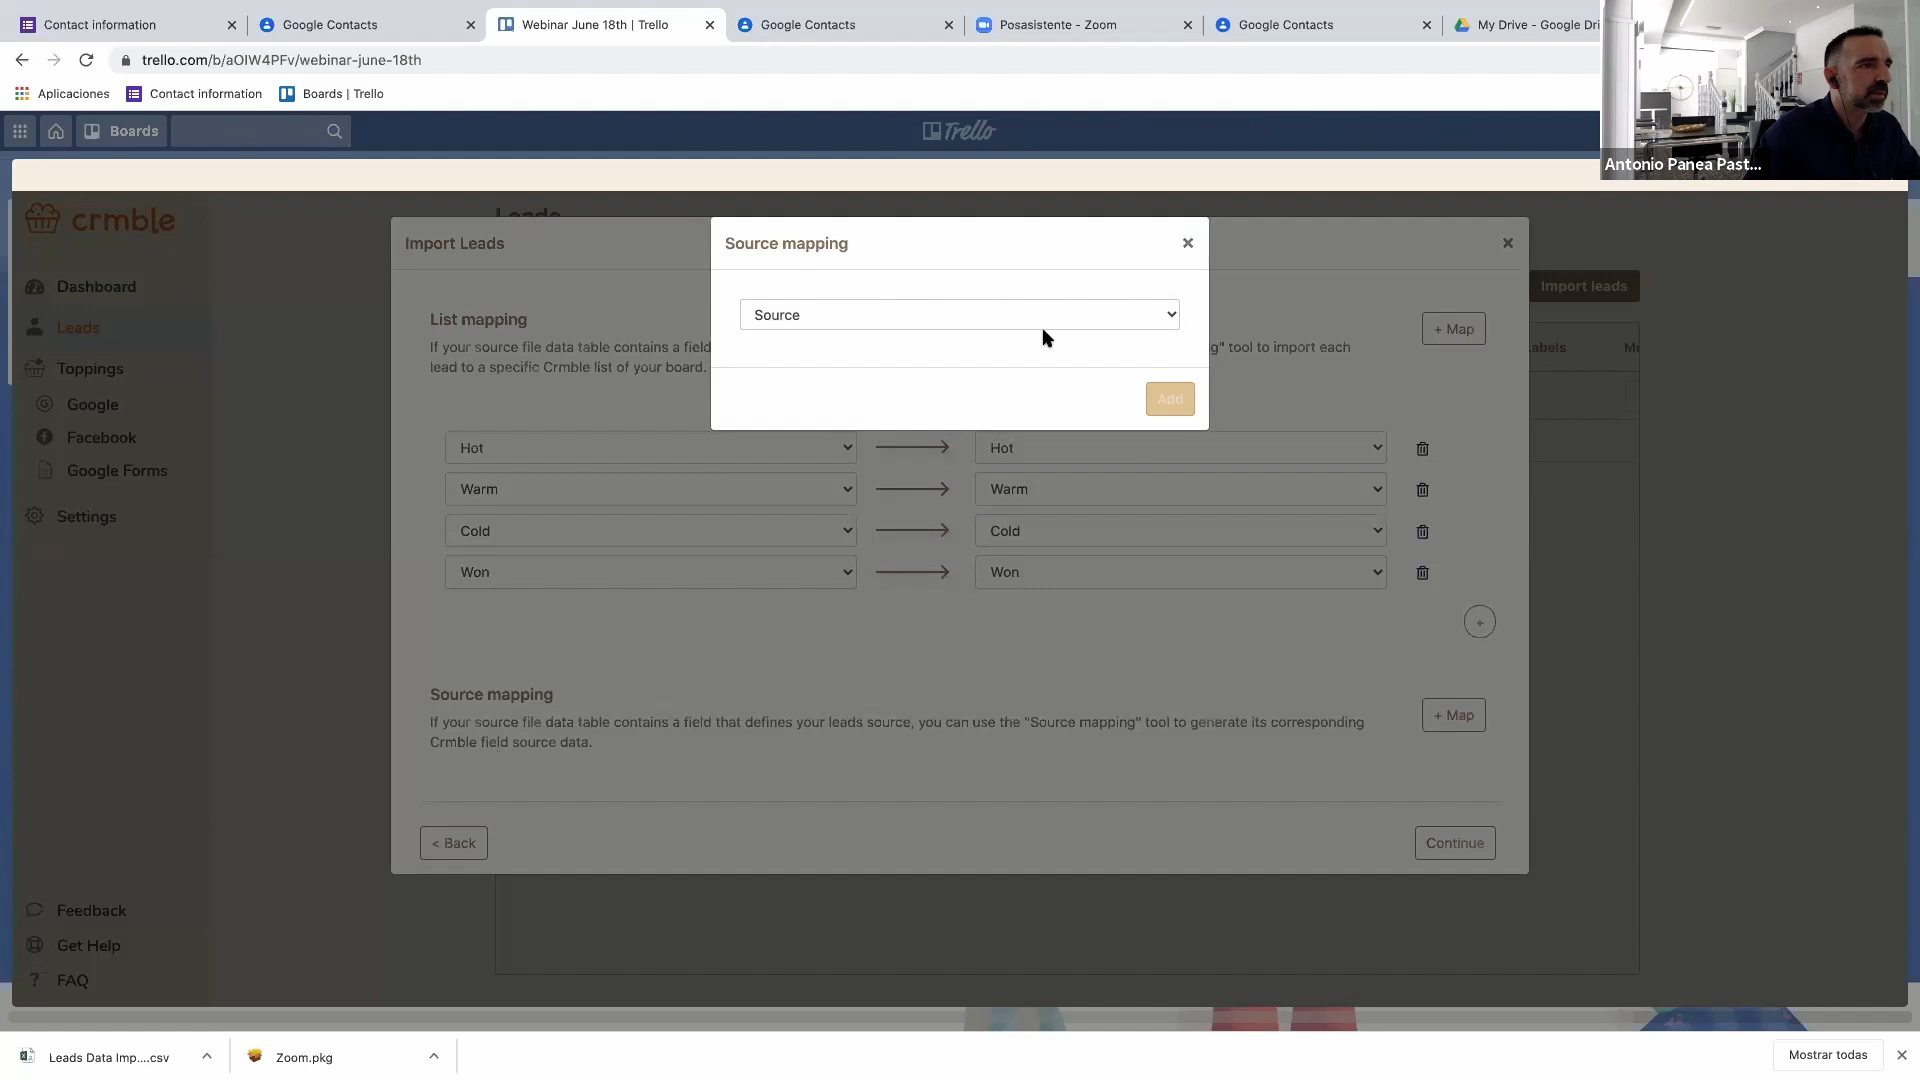 Contact information
Google Contacts
Webinar June 18th | Trello
Google Contacts
Posasistente - Zoom
Google Contacts
My Drive - Google Dri
trello.com/b/aOIW4PFv/webinar-june-18th
Aplicaciones
Contact information
Boards | Trello
Boards
Trello
Antonio Panea Past...
crmble
Leads
Import Leads
Source mapping
Dashboard
Import leads
Source
List mapping
+ Map
Leads
If your source file data table contains a field
g" tool to import each
abels
lead to a specific Crmble list of your board.
Toppings
Add
Google
Facebook
Hot
Hot
Google Forms
Warm
Warm
Settings
Cold
Cold
Won
Won
+
Source mapping
+ Map
If your source file data table contains a field that defines your leads source, you can use the "Source mapping" tool to generate its corresponding
Crmble field source data.
< Back
Continue
Feedback
Get Help
? FAQ
Leads Data Imp....csv
Zoom.pkg
Mostrar todas